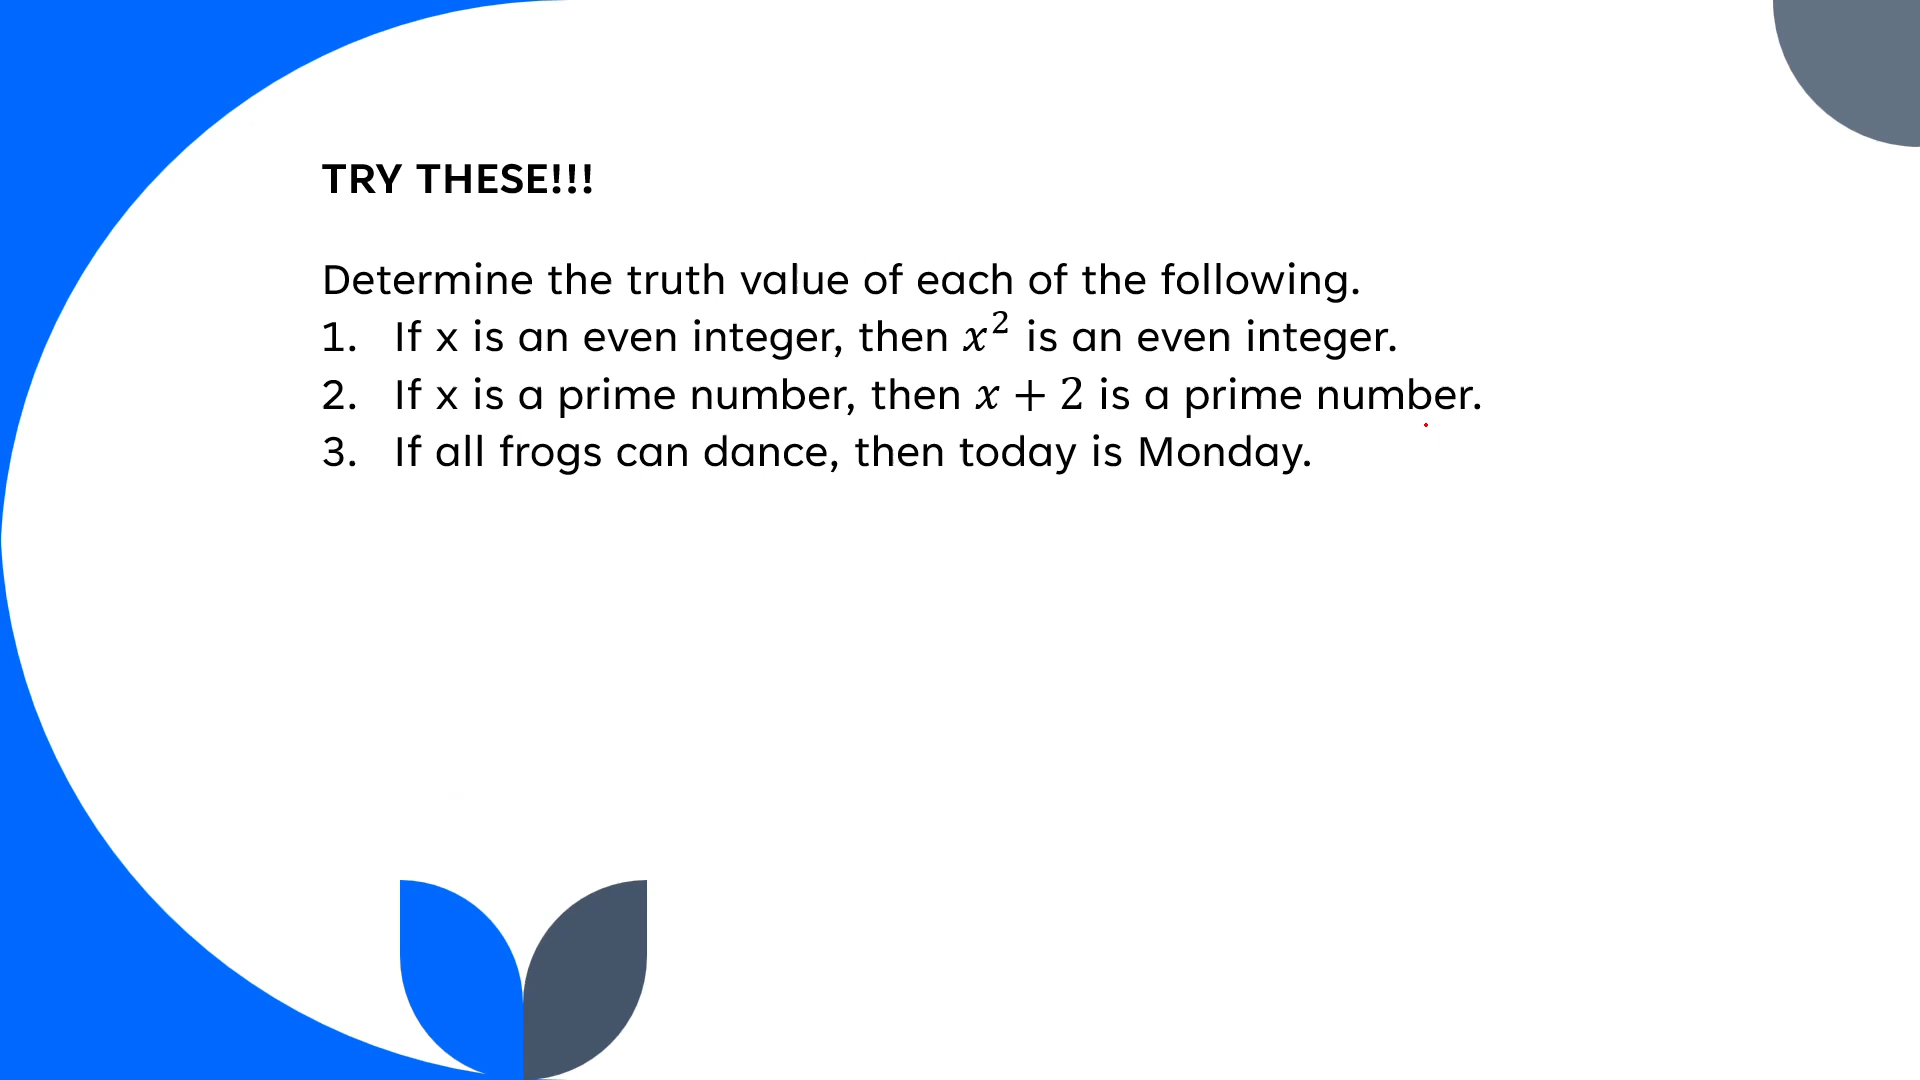 TRY THESE!!!
Determine the truth value of each of the following.
1. If x is an even integer, then x² is an even integer.
2. If x is a prime number, then x + 2 is a prime number.
3. If all frogs can dance, then today is Monday.